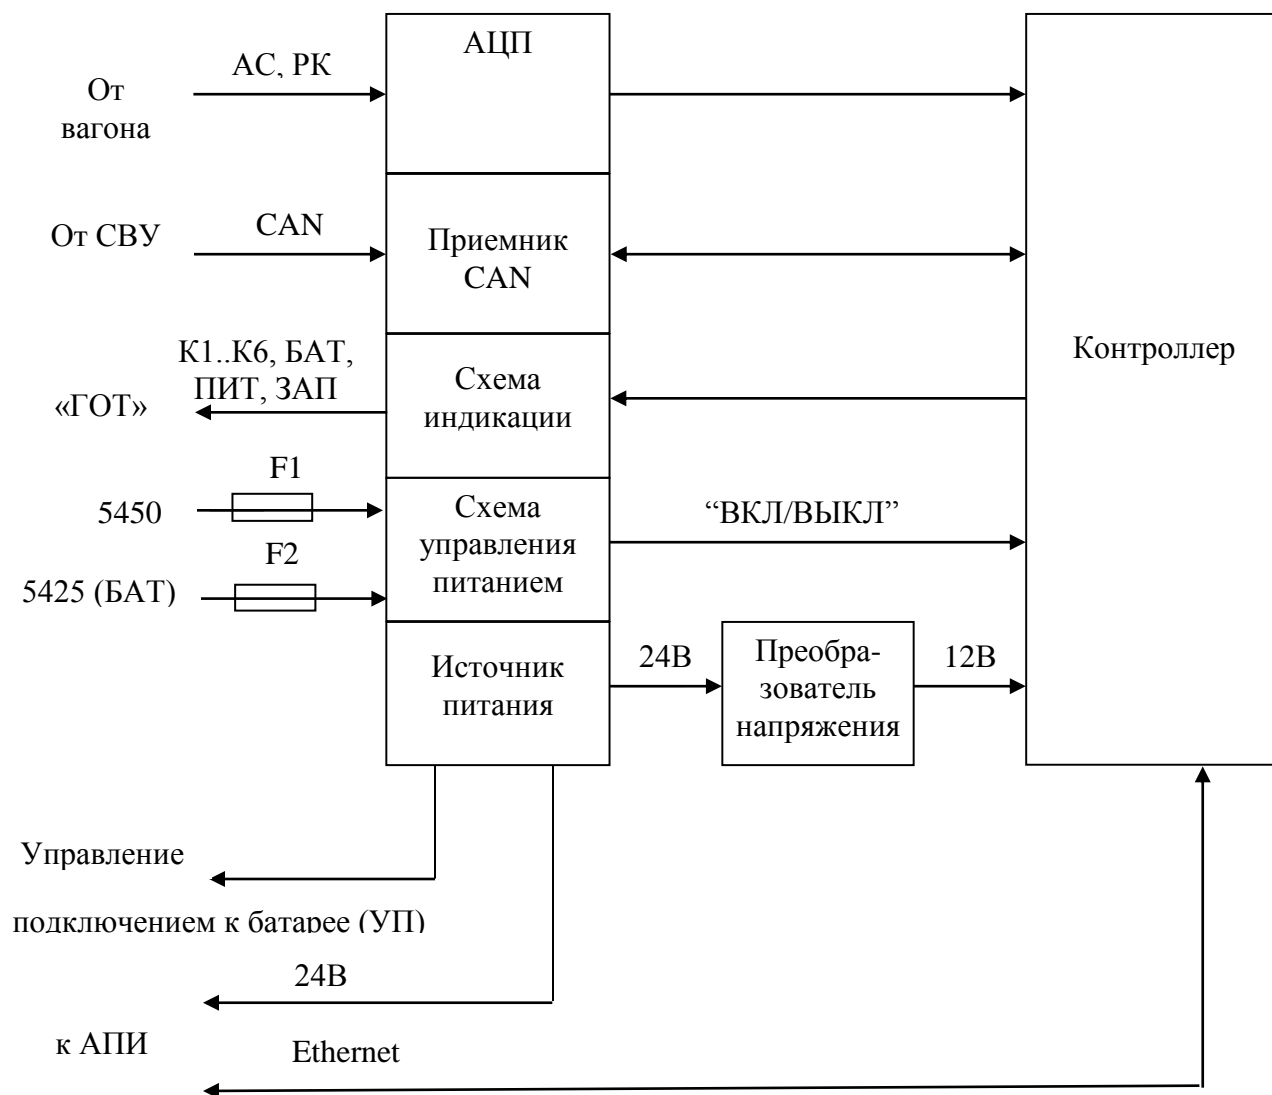 АЦП
АС, РК
От
вагона
От СВУ
CAN
Приемник
CAN
Контроллер
К1..К6, БАТ,
ПИТ, ЗАП
«ГОТ»
Схема
индикации
F1
5450
F2
5425 (БАТ)
Схема
управления
питанием
“ВКЛ/ВЫКЛ”
Источник
питания
24В
Преобра-
зователь
напряжения
12В
Управление
подключением к батарее (УП)
24В
к АПИ
Ethernet